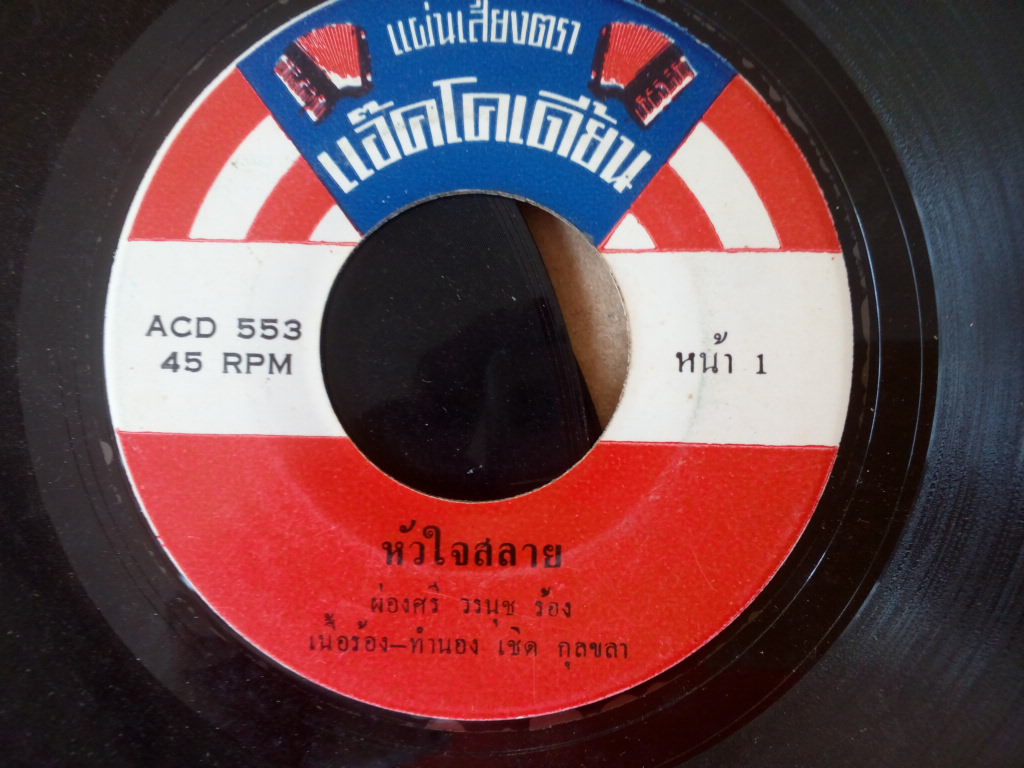 แผ่นเสียงตรา
แอ๊คโคเดียน
ACD 553
45 RPM
หน้า 1
หัวใจสลาย
ผ่องศรี วรนุช ร้อง
เนื้อร้อง-ทำนอง เชิด กุลขลา